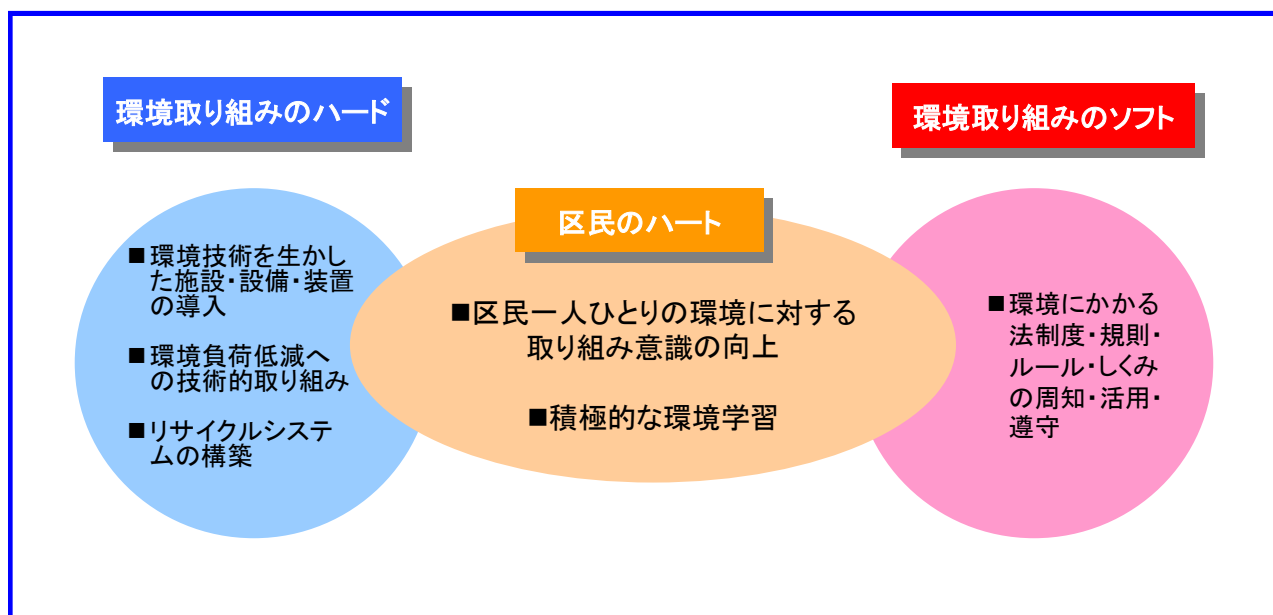 環境取り組みのハード
■環境技術を生かし
た施設・設備・装置
の導入
■環境負荷低減へ
の技術的取り組み
■リサイクルシステ
ムの構築
区民のハート
■区民一人ひとりの環境に対する
取り組み意識の向上
■積極的な環境学習
環境取り組みのソフト
■環境にかかる
法制度・規則・
ルール・しくみ
の周知・活用・
遵守